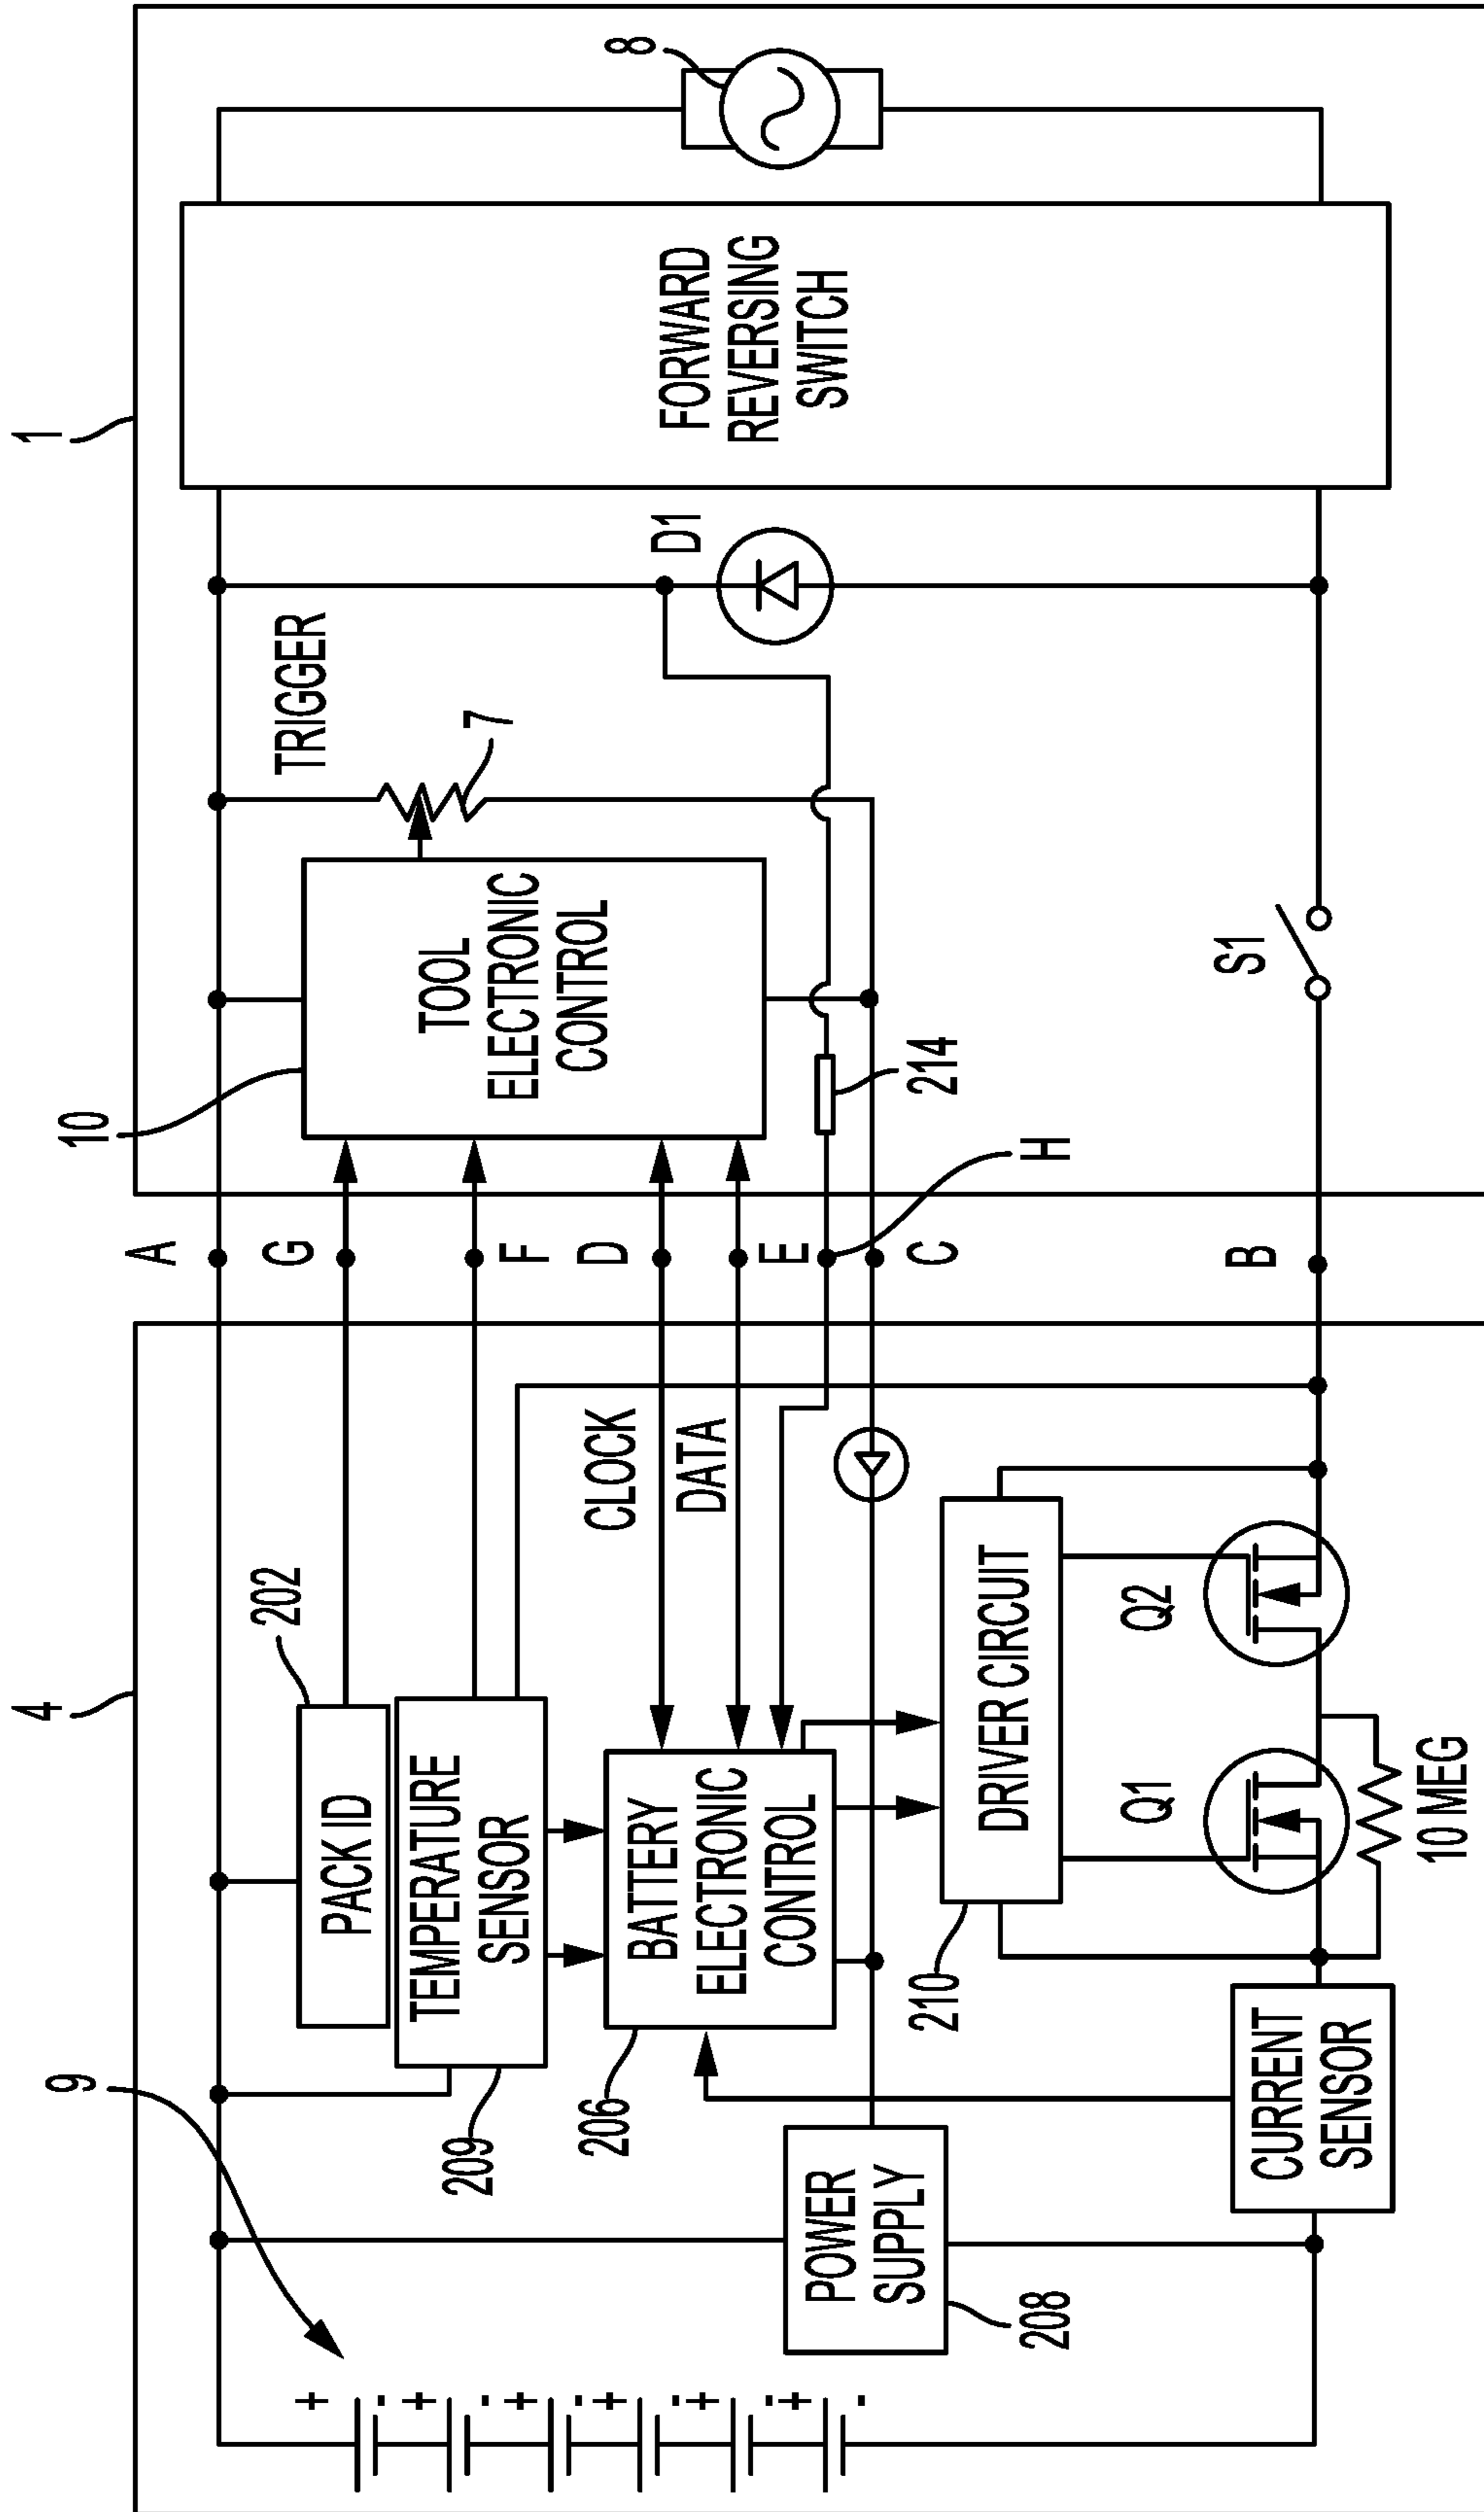 4
1
9
202
PACK ID
TEMPERATURE
SENSOR
209
CLOCK
DATA
BATTERY
ELECTRONIC
CONTROL
206
POWER
SUPPLY
208
DRIVER CIRCUIT
210
Q1
Q2
10 MEG
CURRENT
SENSOR
+
-
+
-
+
-
+
-
+
-
+
-
A
G
F
D
E
H
C
B
10
TOOL
ELECTRONIC
CONTROL
TRIGGER
7
214
S1
D1
FORWARD
REVERSING
SWITCH
8